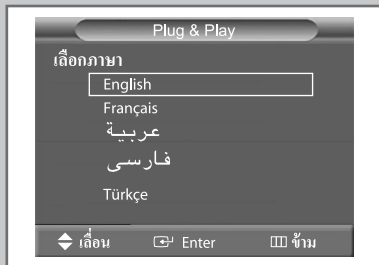 Plug & Play
เลือกภาษา
English
Français
عربية
فارسی
Türkçe
เลื่อน Enter ข้าม